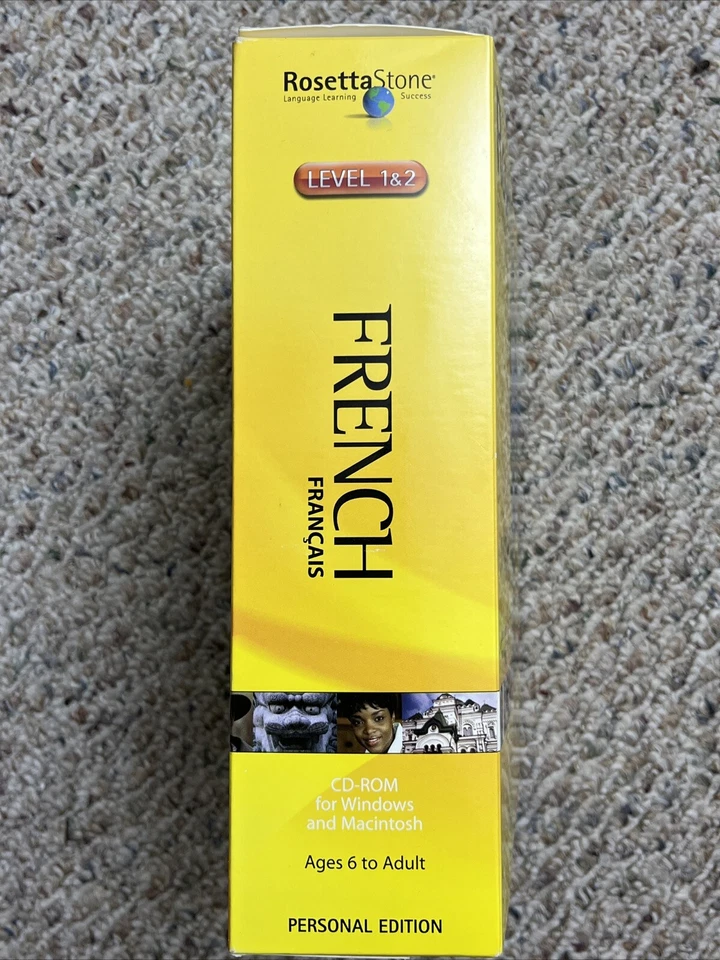 RosettaStone®
Language Learning Success
LEVEL 1&2
FRENCH
FRANÇAIS
CD-ROM
for Windows
and Macintosh
Ages 6 to Adult
PERSONAL EDITION